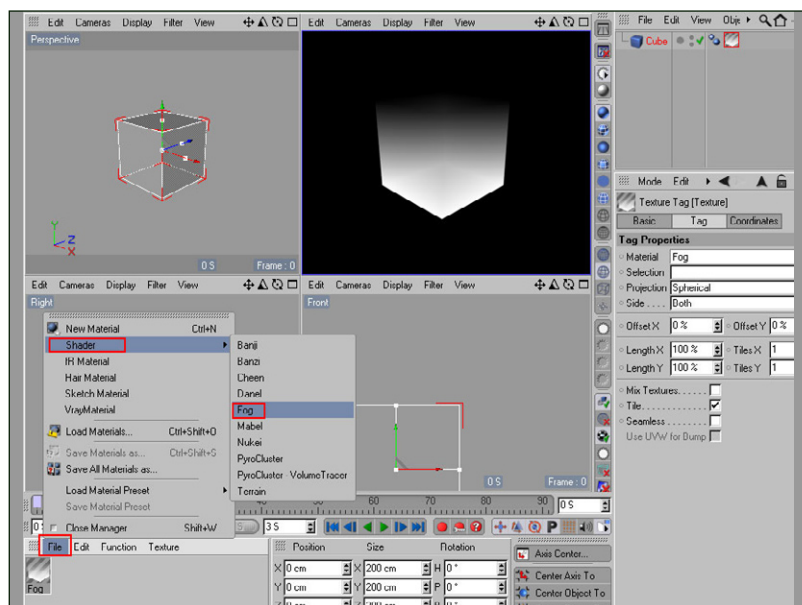 Edit Cameras Display Filter View
Perspective
Y
Z
X
0 S Frame : 0
Edit Cameras Display Filter View
File Edit View Obje
Cube
Mode Edit
Texture Tag [Texture]
Basic Tag Coordinates
Tag Properties
Material Fog
Selection
Projection Spherical
Side . . . . Both
Offset X 0 % Offset Y 0 %
Length X 100 % Tiles X 1
Length Y 100 % Tiles Y 1
Mix Textures. . . . . .
Tile. . . . . . . . . . . .
Seamless . . . . . . .
Use UVW for Bump
Edit Cameras Display Filter View
Right
Edit Cameras Display Filter View
Front
0 S Frame : 0
New Material Ctrl+N
Shader
IR Material
Hair Material
Sketch Material
VrayMaterial
Load Materials... Ctrl+Shift+O
Save Materials as... Ctrl+Shift+S
Save All Materials as...
Load Material Preset
Save Material Preset
Close Manager Shift+W
Banji
Banzi
Cheen
Danel
Fog
Mabel
Nukei
PyroCluster
PyroCluster - VolumeTracer
Terrain
60 70 80 90 0 S
3 S
P
File Edit Function Texture
Fog
Position Size Rotation
X 0 cm X 200 cm H 0 °
Y 0 cm Y 200 cm P 0 °
Axis Center...
Center Axis To
Center Object To